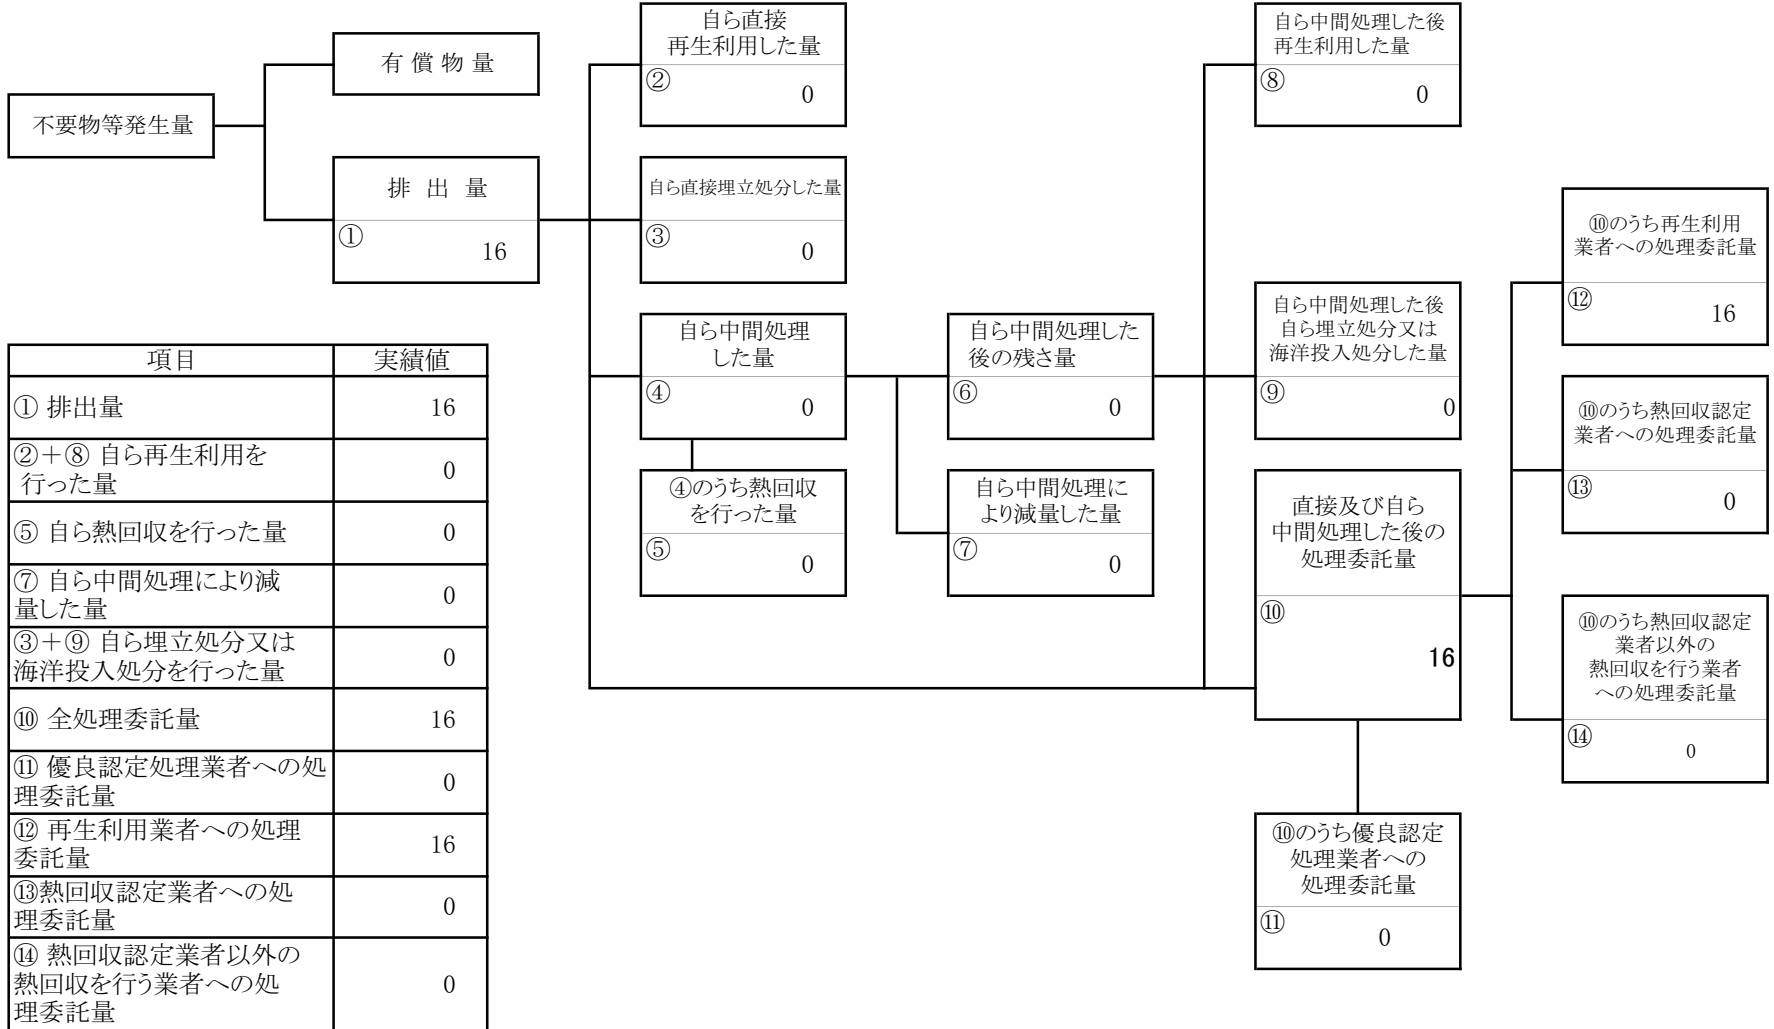 自ら直接
再生利用した量
②
0
自ら中間処理した後
再生利用した量
⑧
0
有 償 物 量
不要物等発生量
排 出 量
①
16
自ら直接埋立処分した量
③
0
⑩のうち再生利用
業者への処理委託量
⑫
16
自ら中間処理
した量
④
0
自ら中間処理した
後の残さ量
⑥
0
自ら中間処理した後
自ら埋立処分又は
海洋投入処分した量
⑨
0
⑩のうち熱回収認定
業者への処理委託量
⑬
0
④のうち熱回収
を行った量
⑤
0
自ら中間処理に
より減量した量
⑦
0
直接及び自ら
中間処理した後の
処理委託量
⑩
16
⑩のうち熱回収認定
業者以外の
熱回収を行う業者
への処理委託量
⑭
0
⑩のうち優良認定
処理業者への
処理委託量
⑪
0
項目 実績値
① 排出量 16
②＋⑧ 自ら再生利用を
行った量 0
⑤ 自ら熱回収を行った量 0
⑦ 自ら中間処理により減
量した量 0
③＋⑨ 自ら埋立処分又は
海洋投入処分を行った量 0
⑩ 全処理委託量 16
⑪ 優良認定処理業者への処
理委託量 0
⑫ 再生利用業者への処理
委託量 16
⑬熱回収認定業者への処
理委託量 0
⑭ 熱回収認定業者以外の
熱回収を行う業者への処
理委託量 0